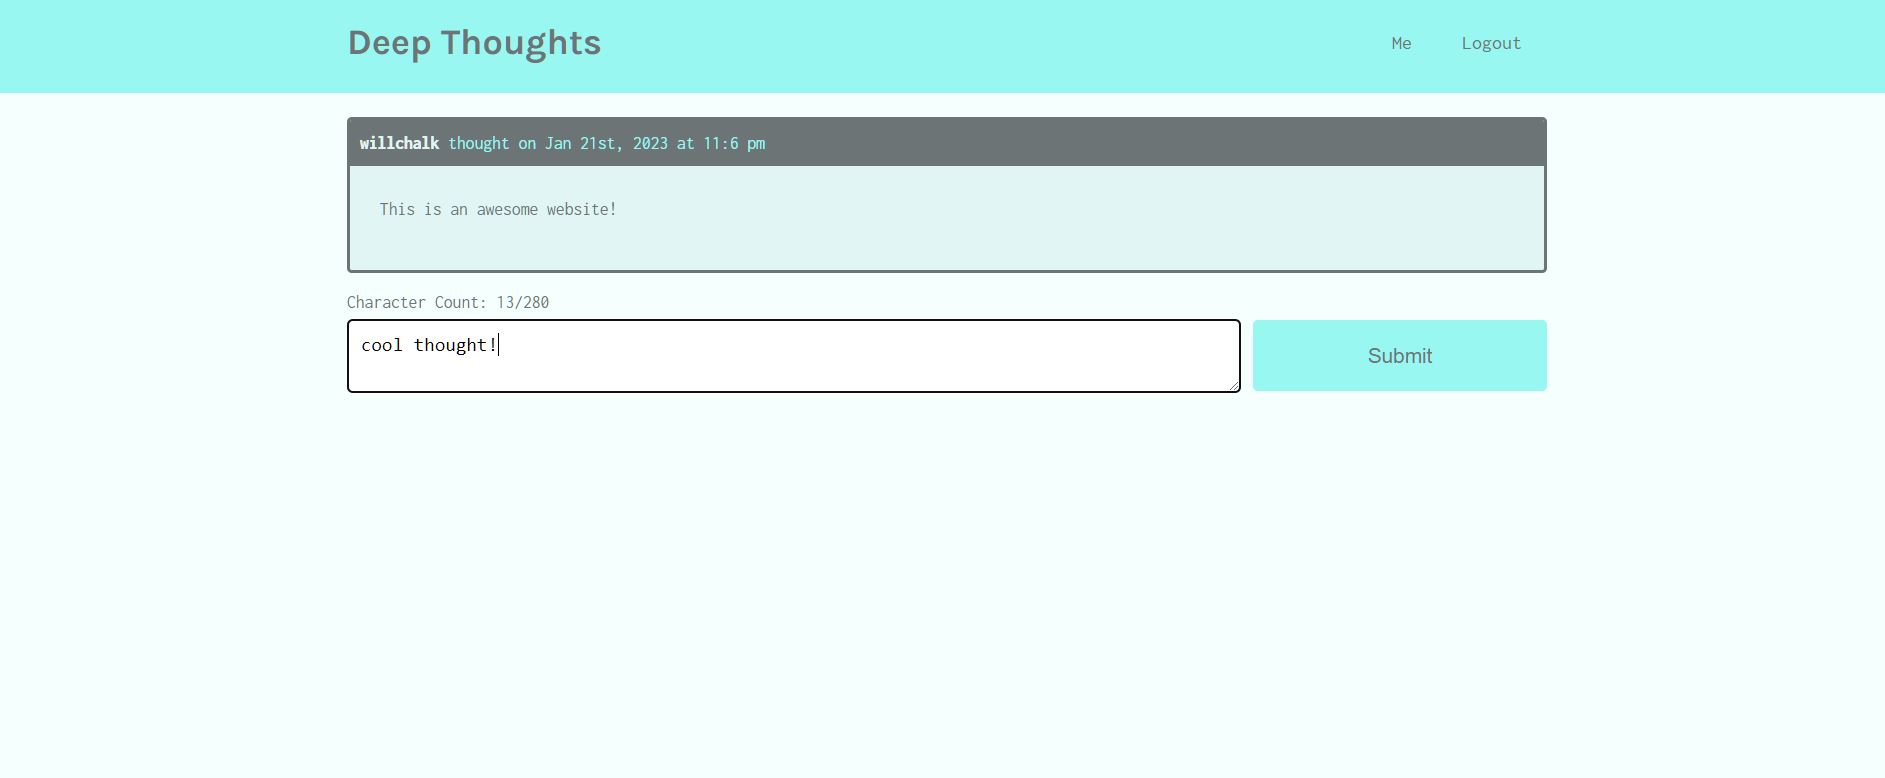 Deep Thoughts
Me
Logout
willchalk thought on Jan 21st, 2023 at 11:6 pm
This is an awesome website!
Character Count: 13/280
cool thought!
Submit